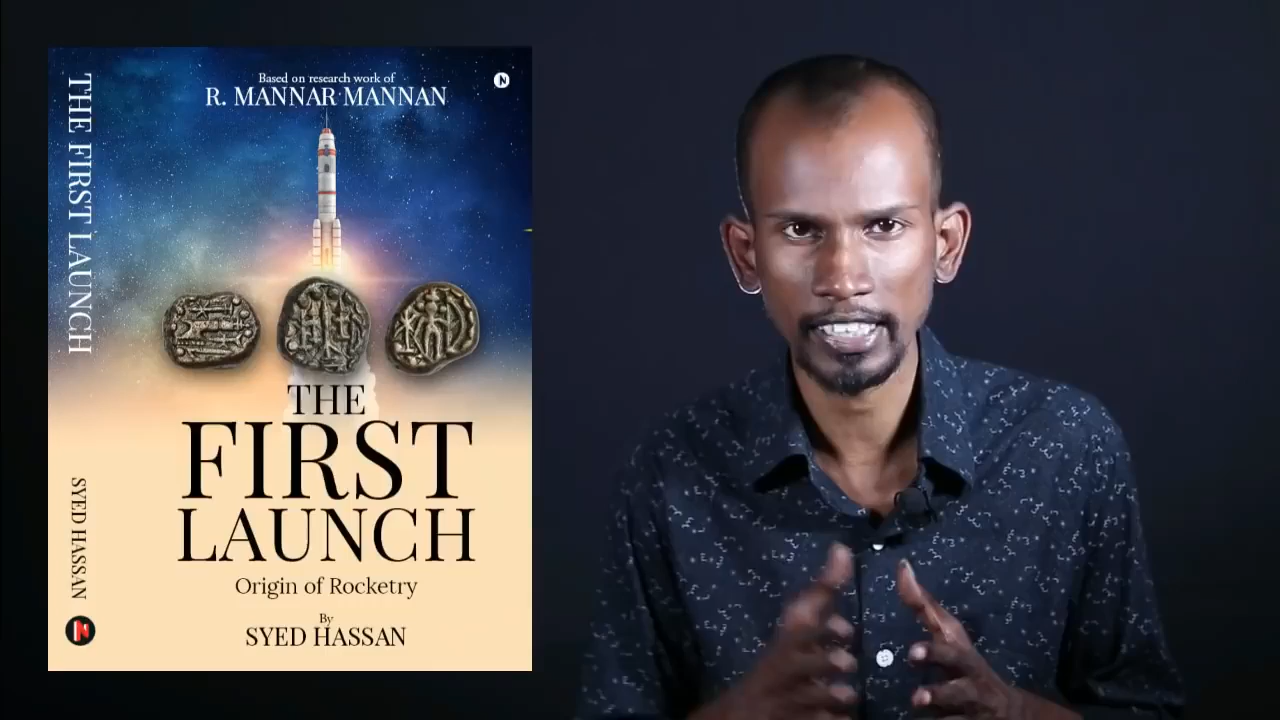 THE FIRST LAUNCH
SYED HASSAN
Based on research work of
R. MANNAR MANNAN
N
THE
FIRST
LAUNCH
Origin of Rocketry
By
SYED HASSAN
N